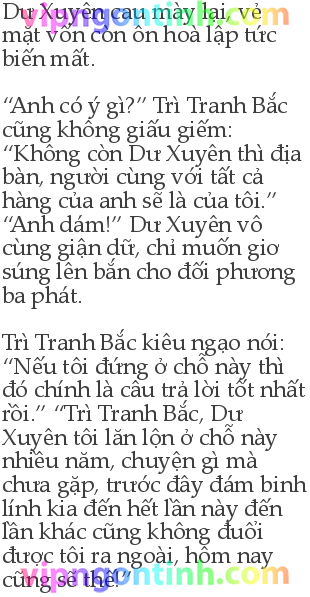 Dư Xuyên cau mày lại, vẻ
mặt vốn còn ôn hoà lập tức
biến mất.
“Anh có ý gì?” Trì Tranh Bắc
cũng không giấu giếm:
“Không còn Dư Xuyên thì địa
bàn, người cùng với tất cả
hàng của anh sẽ là của tôi.”
“Anh dám!” Dư Xuyên vô
cùng giận dữ, chỉ muốn giơ
súng lên bắn cho đối phương
ba phát.
Trì Tranh Bắc kiêu ngạo nói:
“Nếu tôi đứng ở chỗ này thì
đó chính là câu trả lời tốt nhất
rồi.” “Trì Tranh Bắc, Dư
Xuyên tôi lăn lộn ở chỗ này
nhiều năm, chuyện gì mà
chưa gặp, trước đây đám binh
lính kia đến hết lần này đến
lần khác cũng không đuổi
được tôi ra ngoài, hôm nay
cũng sẽ thế!”
vipngontinh.com
vipngontinh.com